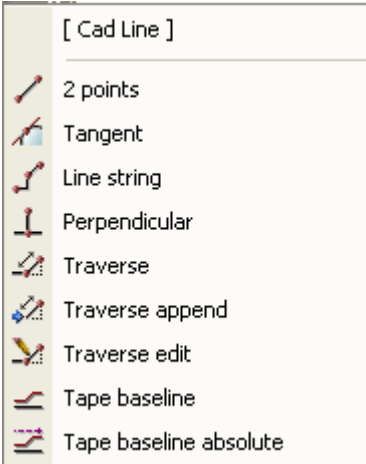 [ Cad Line ]
2 points
Tangent
Line string
Perpendicular
Traverse
Traverse append
Traverse edit
Tape baseline
Tape baseline absolute